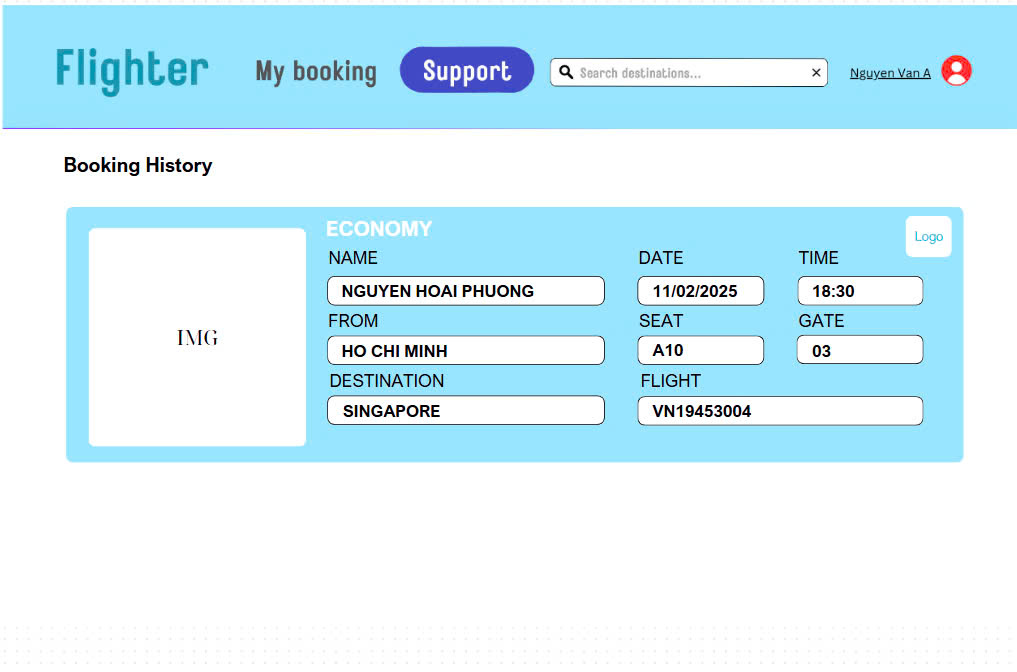 Flighter My booking Support Search destinations... × Nguyen Van A
Booking History
ECONOMY
Logo
NAME DATE TIME
NGUYEN HOAI PHUONG 11/02/2025 18:30
FROM SEAT GATE
HO CHI MINH A10 03
IMG
DESTINATION FLIGHT
SINGAPORE VN19453004